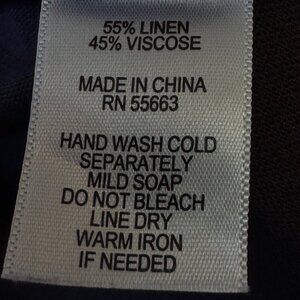 55% LINEN
45% VISCOSE
MADE IN CHINA
RN 55663
HAND WASH COLD
SEPARATELY
MILD SOAP
DO NOT BLEACH
LINE DRY
WARM IRON
IF NEEDED